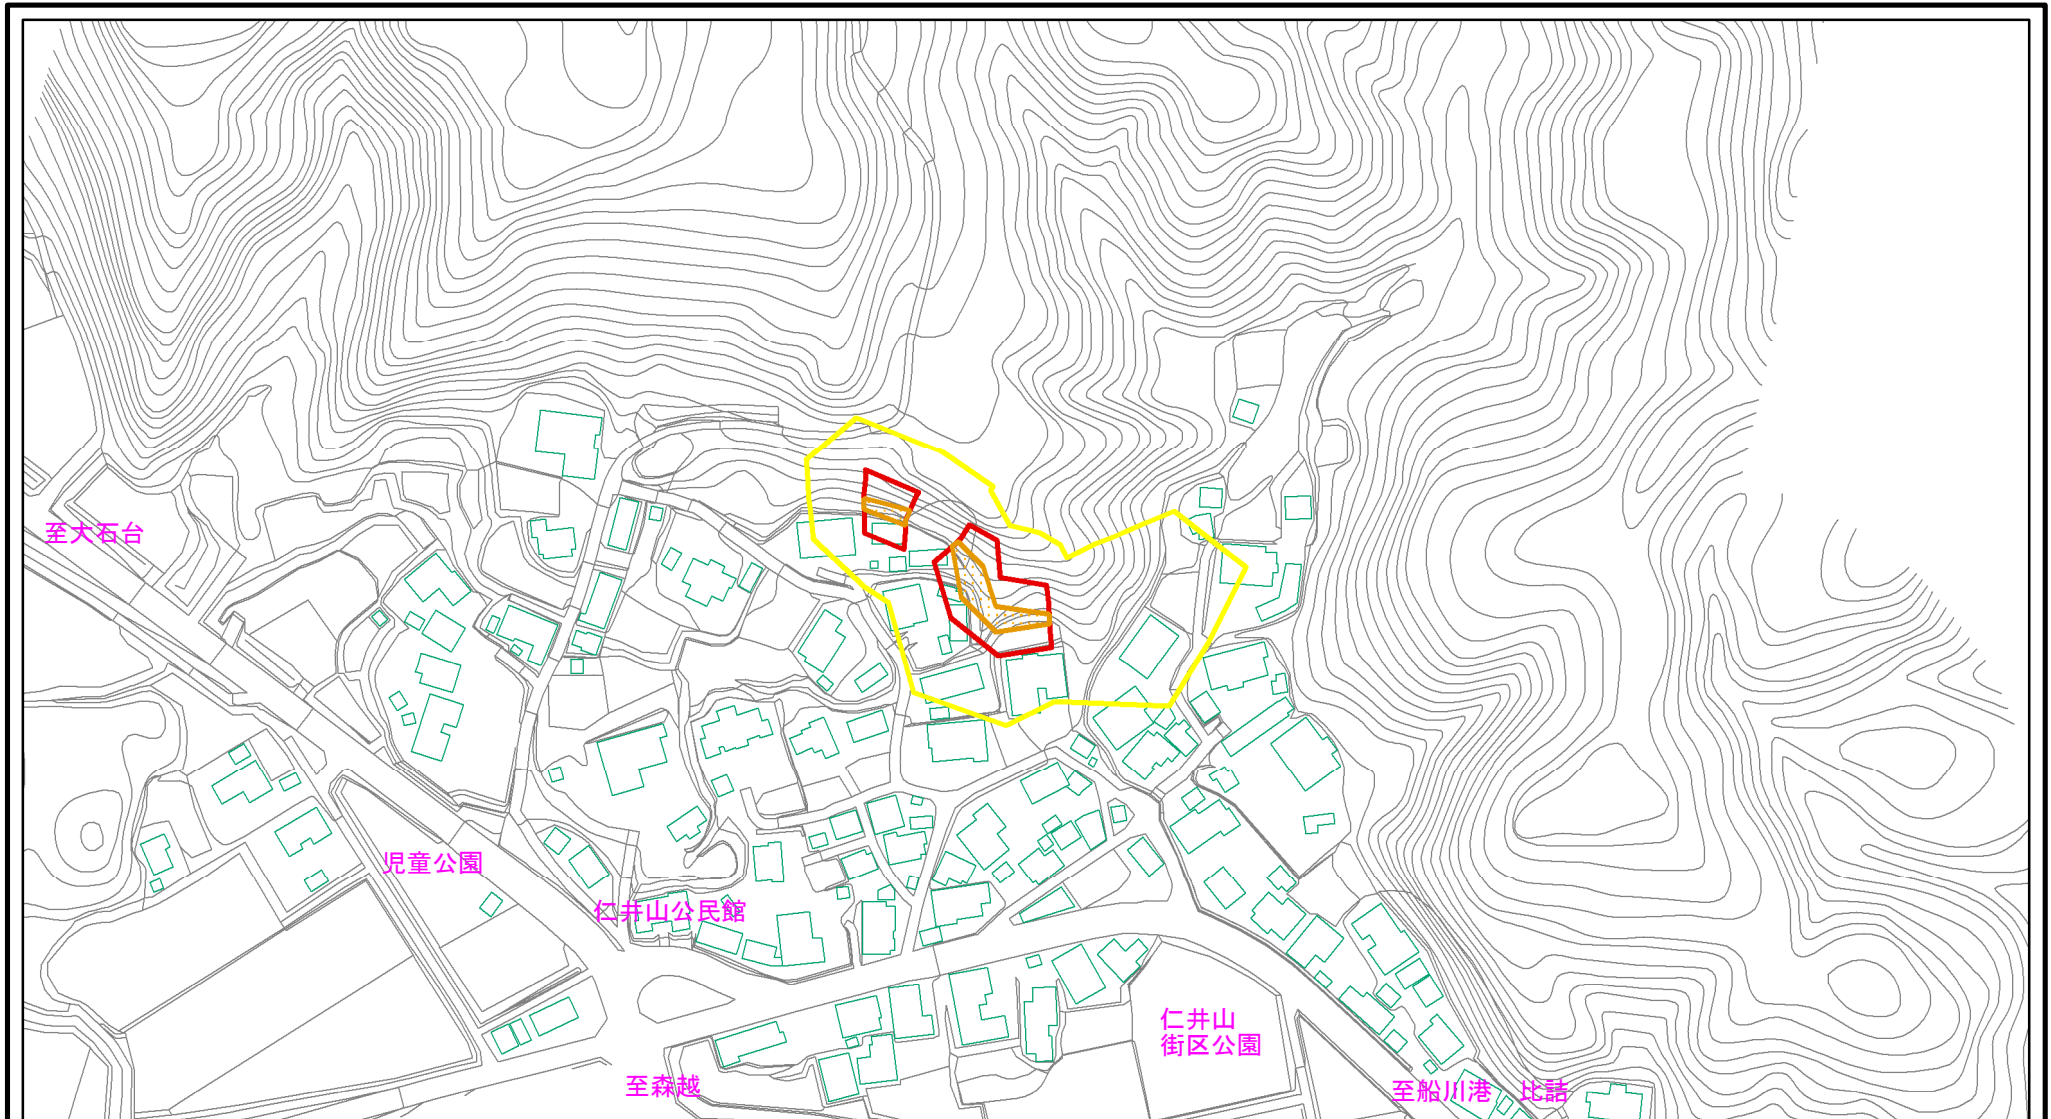 至大石台
児童公園
仁井山公民館
仁井山
街区公園
至森越
至船川港　比詰